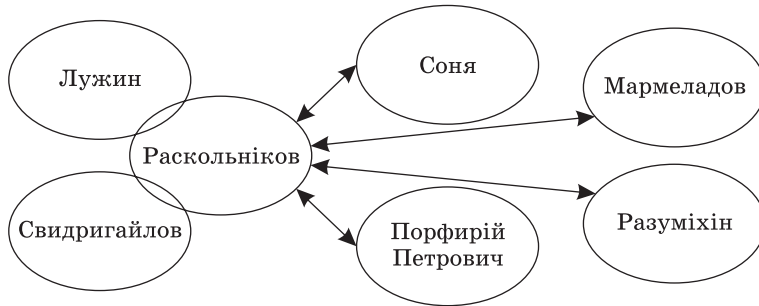 Лужин
Соня
Мармеладов
Раскольніков
Свидригайлов
Порфирій
Петрович
Разуміхін